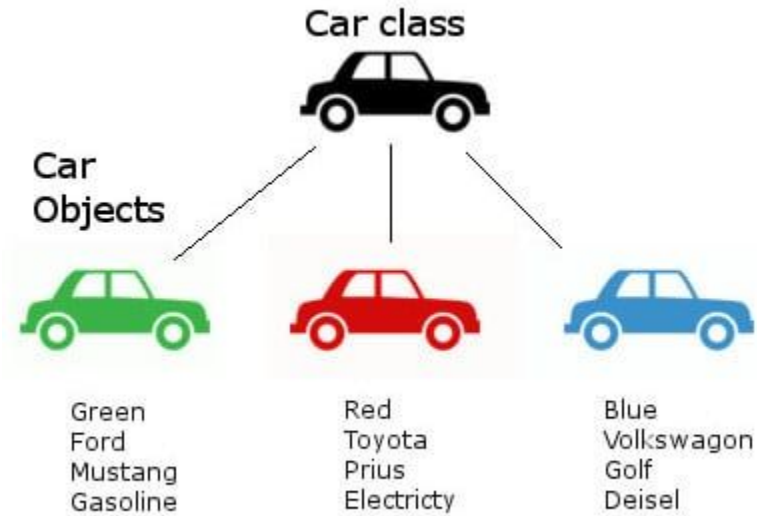 Car class
Car
Objects
Green
Ford
Mustang
Gasoline
Red
Toyota
Prius
Electricty
Blue
Volkswagon
Golf
Deisel